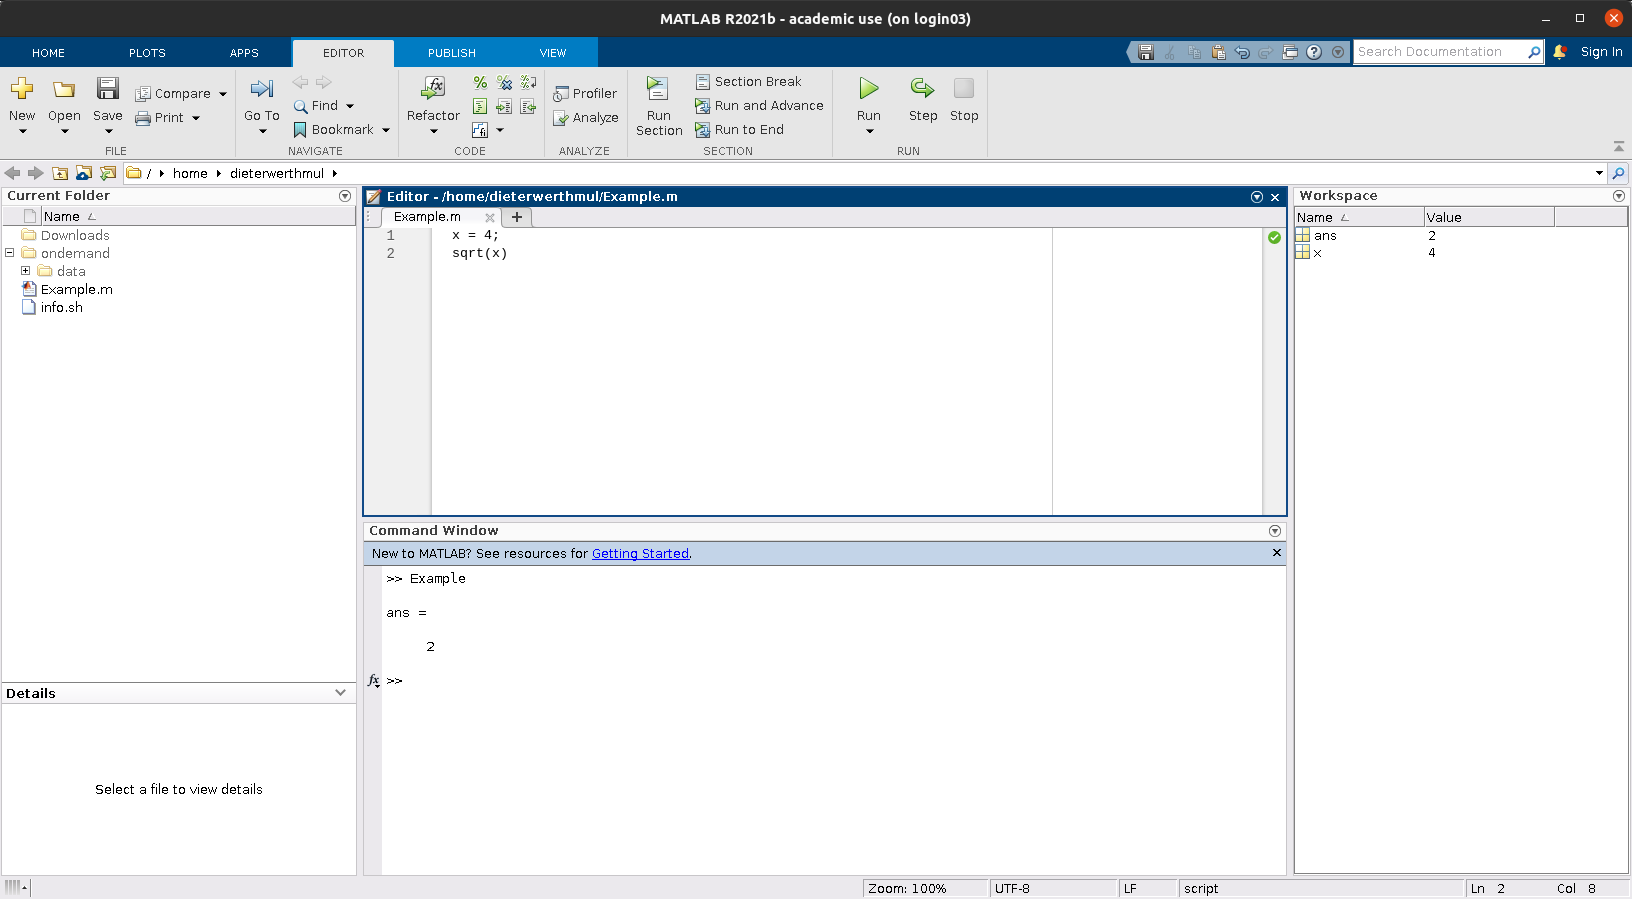 MATLAB R2021b - academic use (on login03)
HOME PLOTS APPS EDITOR PUBLISH VIEW
Search Documentation
Sign In
New Open Save Compare Print
FILE
Go To Find Bookmark
NAVIGATE
Refactor
CODE
Profiler
Analyze
ANALYZE
Run Section
Section Break
Run and Advance
Run to End
SECTION
Run Step Stop
RUN
/ home dieterwerthmul
Current Folder
Name
Downloads
ondemand
data
Example.m
info.sh
Details
Select a file to view details
Editor - /home/dieterwerthmul/Example.m
Example.m +
1 x = 4;
2 sqrt(x)
Command Window
New to MATLAB? See resources for Getting Started.
>> Example
ans =
2
fx >>
Workspace
Name Value
ans 2
x 4
Zoom: 100% UTF-8 LF script Ln 2 Col 8